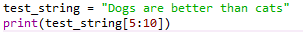 test_string = "Dogs are better than cats"
print(test_string[5:10])